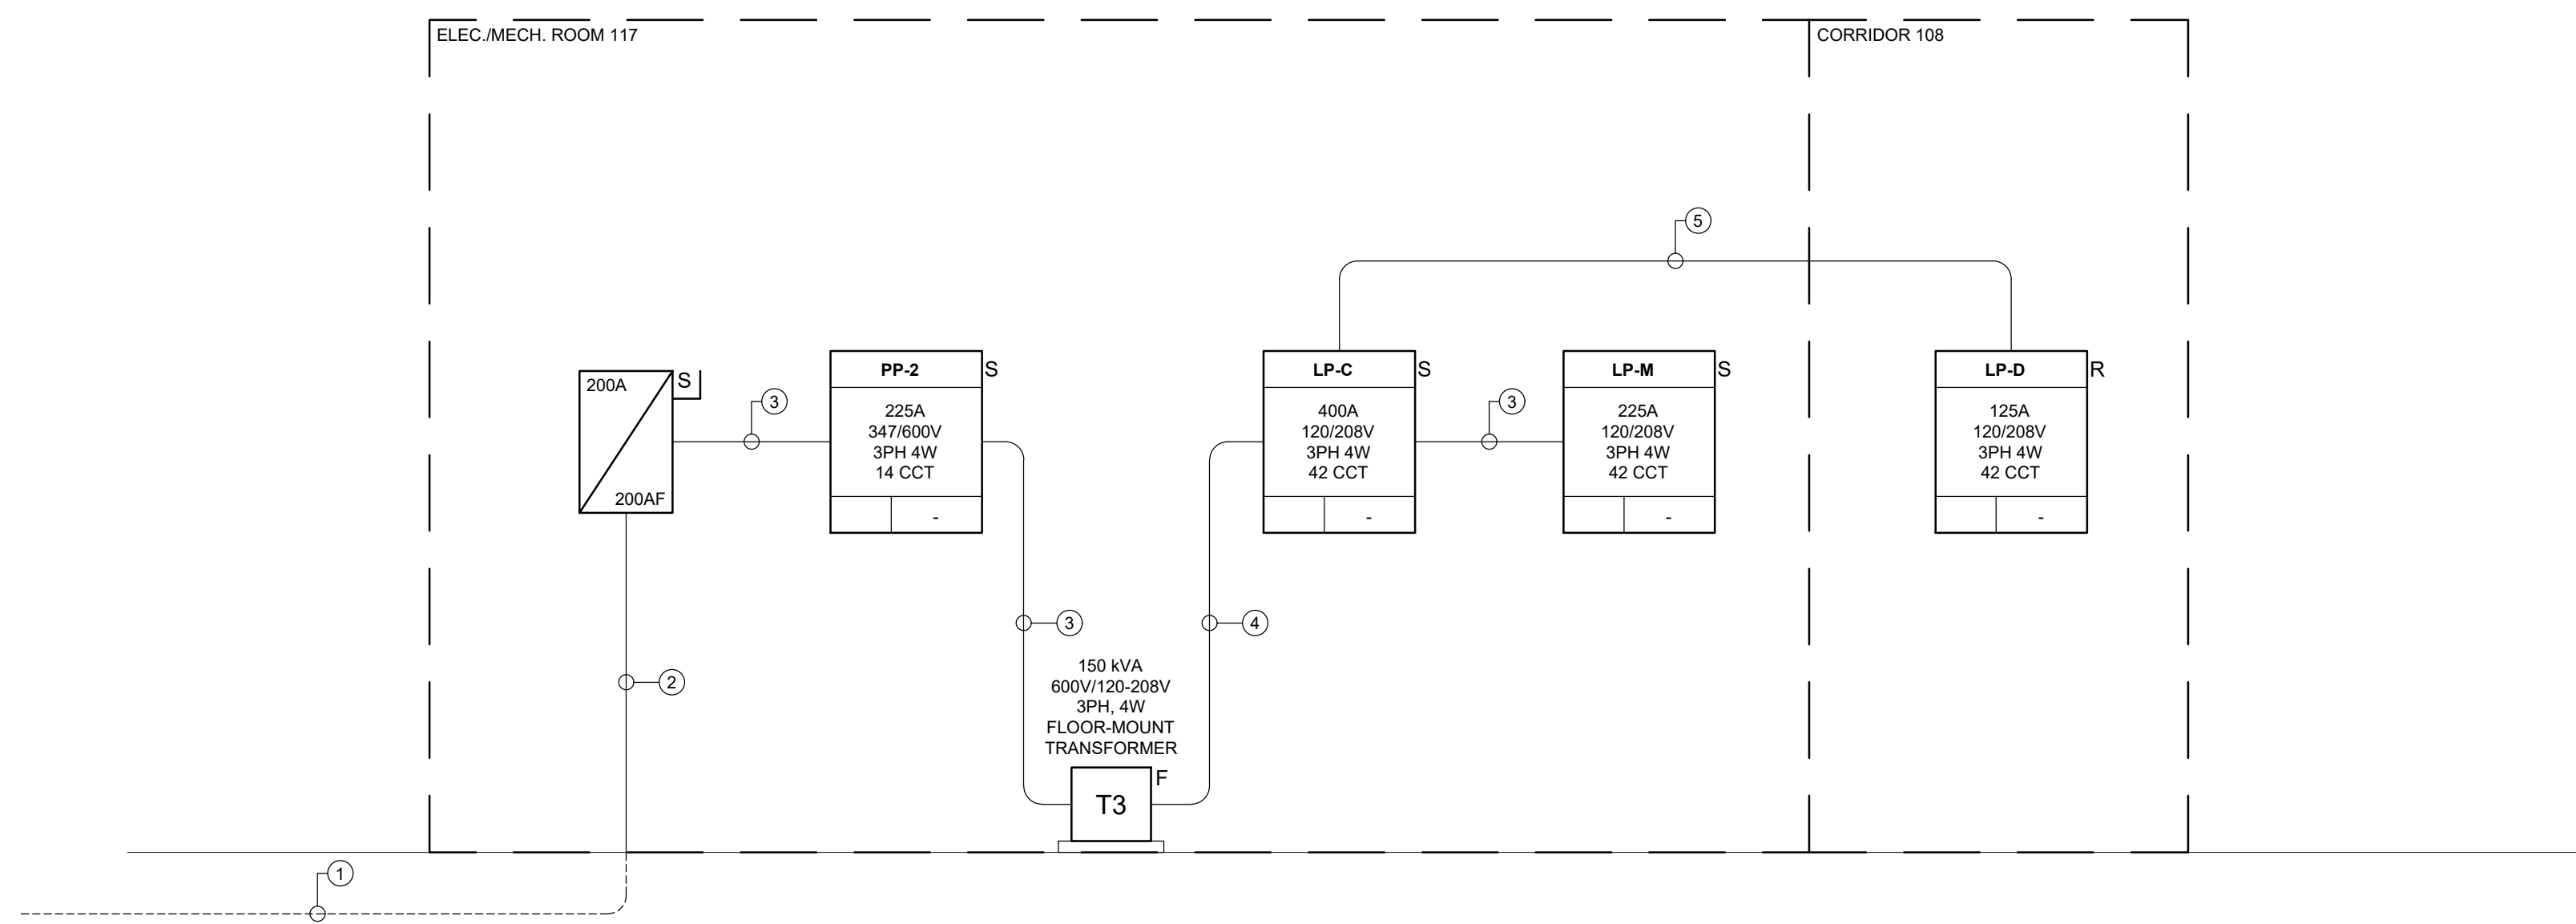 ELEC./MECH. ROOM 117
CORRIDOR 108
5
200A
S
200AF
3
PP-2
S
225A
347/600V
3PH 4W
14 CCT
-
LP-C
S
400A
120/208V
3PH 4W
42 CCT
-
3
LP-M
S
225A
120/208V
3PH 4W
42 CCT
-
LP-D
R
125A
120/208V
3PH 4W
42 CCT
-
3
4
2
150 kVA
600V/120-208V
3PH, 4W
FLOOR-MOUNT
TRANSFORMER
F
T3
1